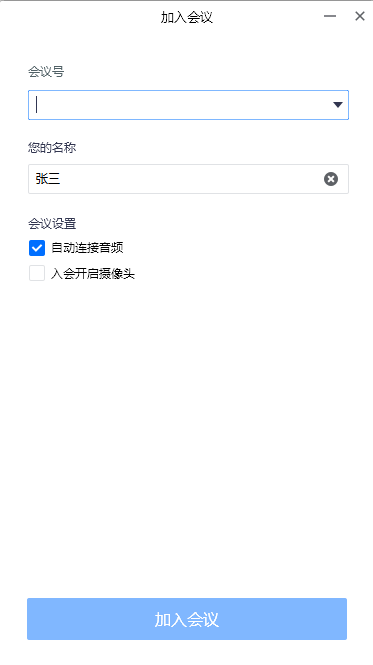 加入会议
会议号
您的名称
张三
会议设置
自动连接音频
入会开启摄像头
加入会议